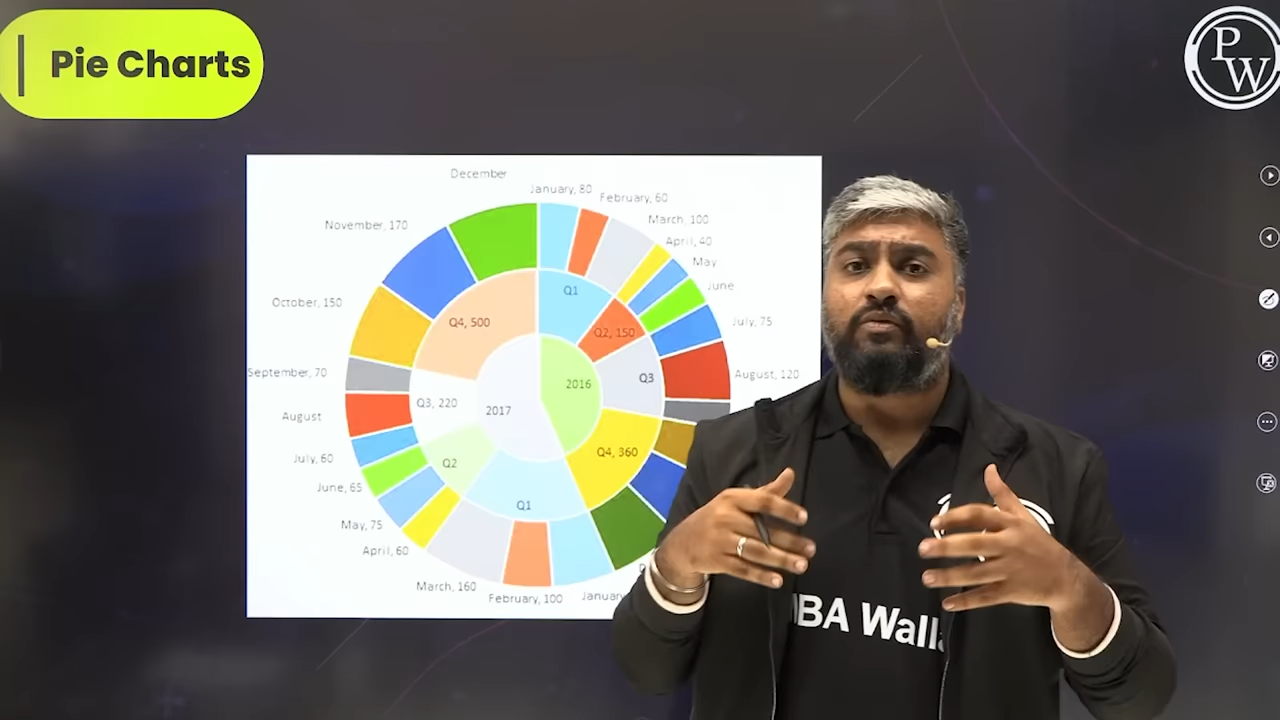 Pie Charts
P
W
December
January, 80
February, 60
March, 100
April, 40
May
June
July, 75
August, 120
November, 170
October, 150
September, 70
August
July, 60
June, 65
May, 75
April, 60
March, 160
February, 100
January
Q1
Q2, 150
Q3
Q4, 360
Q1
Q2
Q3, 220
Q4, 500
2016
2017
BA Walla